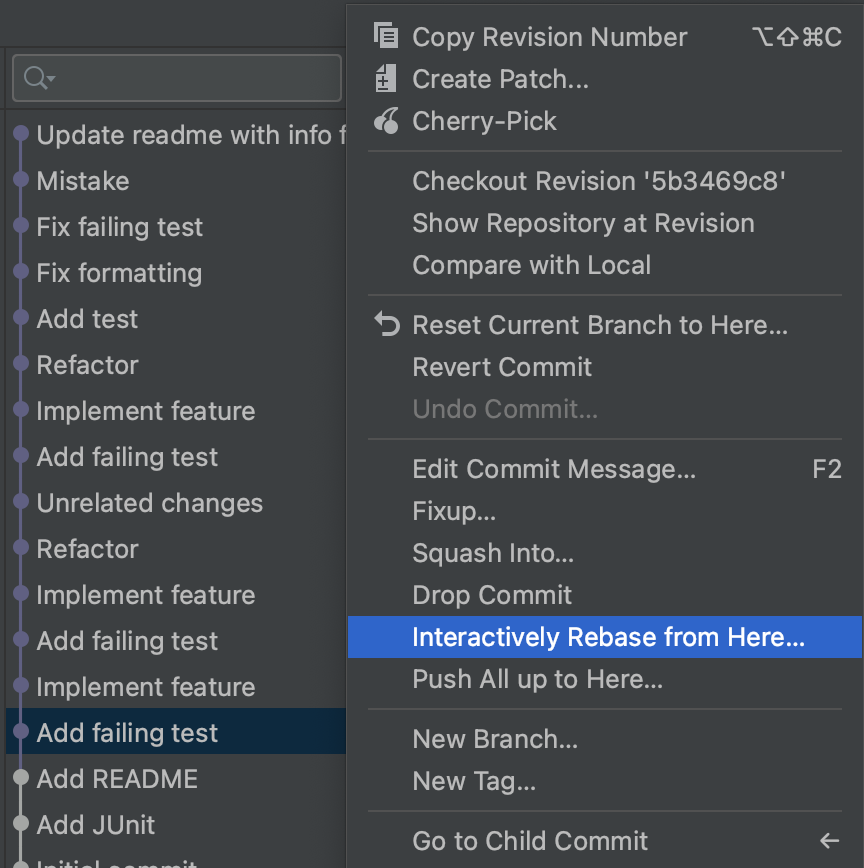 Update readme with info f
Mistake
Fix failing test
Fix formatting
Add test
Refactor
Implement feature
Add failing test
Unrelated changes
Refactor
Implement feature
Add failing test
Implement feature
Add failing test
Add README
Add JUnit
Initial commit
Copy Revision Number ⌥⇧⌘C
Create Patch...
Cherry-Pick
Checkout Revision '5b3469c8'
Show Repository at Revision
Compare with Local
Reset Current Branch to Here...
Revert Commit
Undo Commit...
Edit Commit Message... F2
Fixup...
Squash Into...
Drop Commit
Interactively Rebase from Here...
Push All up to Here...
New Branch...
New Tag...
Go to Child Commit ←